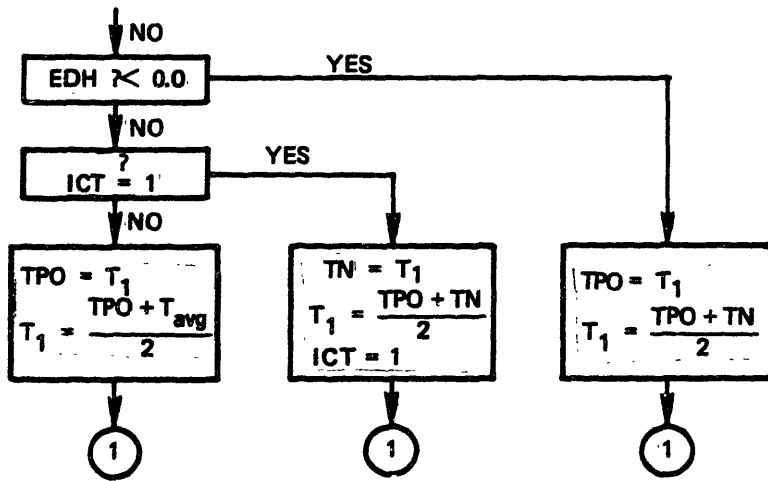 NO
EDH ?< 0.0
YES
NO
?
ICT = 1
YES
NO
TPO = T1
T1 = TPO + Tavg
2
TN = T1
T1 = TPO + TN
2
ICT = 1
TPO = T1
T1 = TPO + TN
2
1
1
1